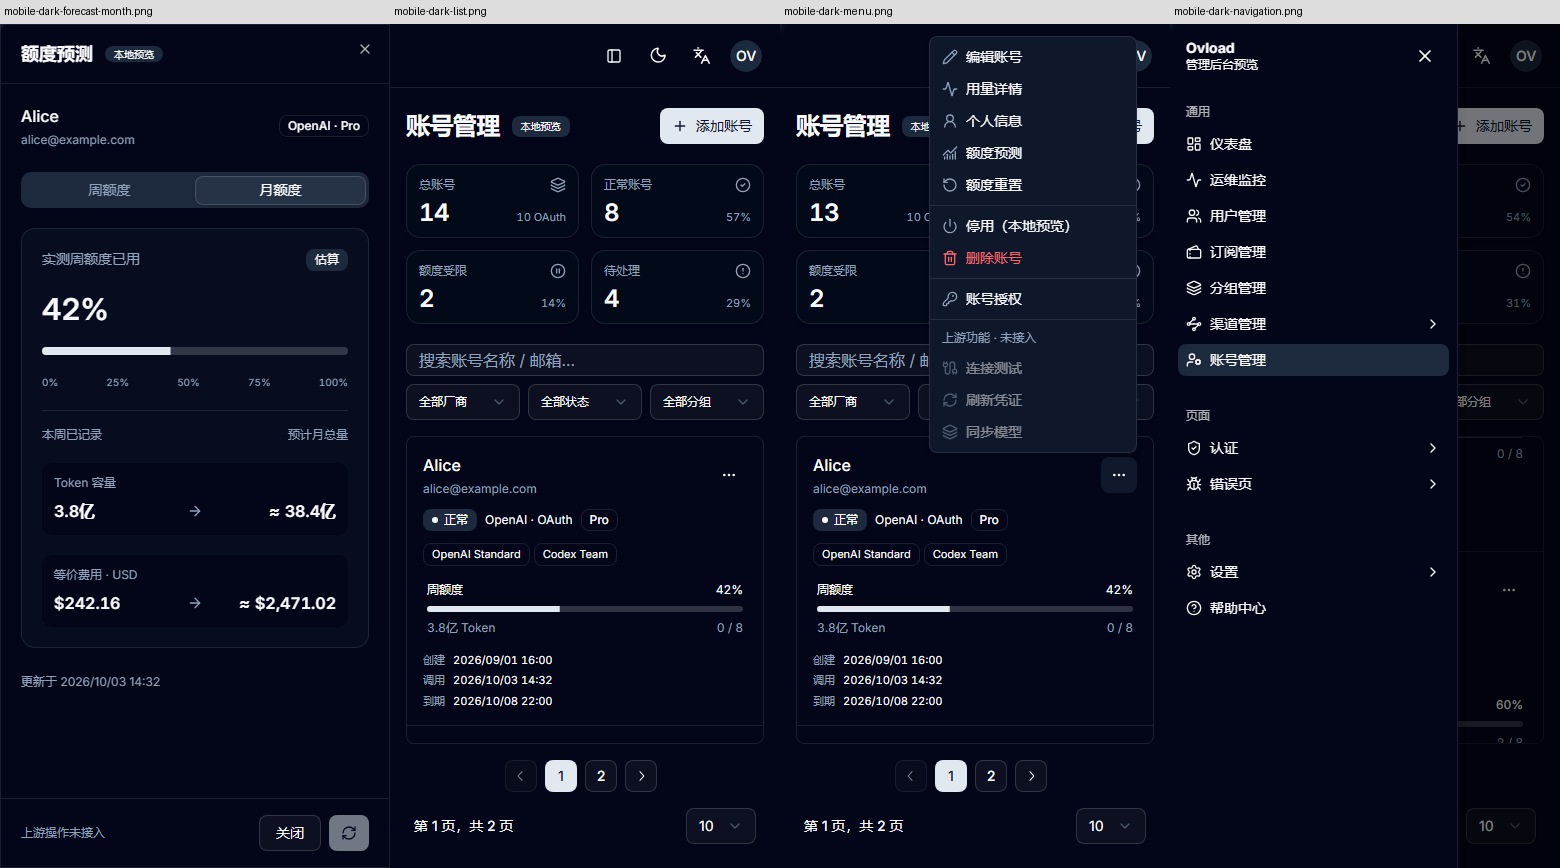 mobile-dark-forecast-month.png
额度预测 本地预览
Alice
alice@example.com
OpenAI · Pro
周额度 月额度
实测周额度已用 估算
42%
0% 25% 50% 75% 100%
本周已记录 预计月总量
Token 容量
3.8亿 → ≈ 38.4亿
等价费用 · USD
$242.16 → ≈ $2,471.02
更新于 2026/10/03 14:32
上游操作未接入 关闭
mobile-dark-list.png
OV
账号管理 本地预览 + 添加账号
总账号
14 10 OAuth
正常账号
8 57%
额度受限
2 14%
待处理
4 29%
搜索账号名称 / 邮箱...
全部厂商 全部状态 全部分组
Alice
alice@example.com
正常 OpenAI · OAuth Pro
OpenAI Standard Codex Team
周额度 42%
3.8亿 Token 0 / 8
创建 2026/09/01 16:00
调用 2026/10/03 14:32
到期 2026/10/08 22:00
1 2
第 1 页，共 2 页 10
mobile-dark-menu.png
V
账号管理 本地 号
总账号
13 10 O
额度受限
2 %
搜索账号名称 / 邮
全部厂商
编辑账号
用量详情
个人信息
额度预测
额度重置
停用（本地预览）
删除账号
账号授权
上游功能 · 未接入
连接测试
刷新凭证
同步模型
Alice
alice@example.com
正常 OpenAI · OAuth Pro
OpenAI Standard Codex Team
周额度 42%
3.8亿 Token 0 / 8
创建 2026/09/01 16:00
调用 2026/10/03 14:32
到期 2026/10/08 22:00
1 2
第 1 页，共 2 页 10
mobile-dark-navigation.png
Ovload
管理后台预览
通用
仪表盘
运维监控
用户管理
订阅管理
分组管理
渠道管理
账号管理
页面
认证
错误页
其他
设置
帮助中心
OV
+ 添加账号
54%
31%
部分组
0 / 8
60%
2 / 8
10